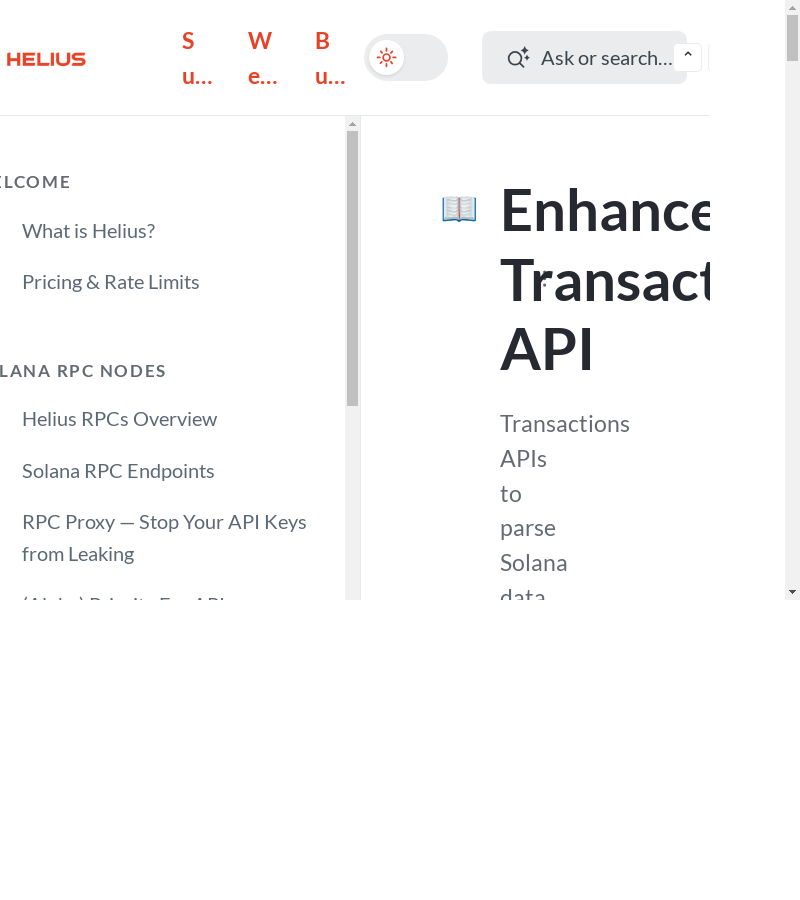 HELIUS
S
u...
W
e...
B
u...
Ask or search...
ELCOME
What is Helius?
Pricing & Rate Limits
LANA RPC NODES
Helius RPCs Overview
Solana RPC Endpoints
RPC Proxy — Stop Your API Keys
from Leaking
Enhance
Transact
API
Transactions
APIs
to
parse
Solana
data